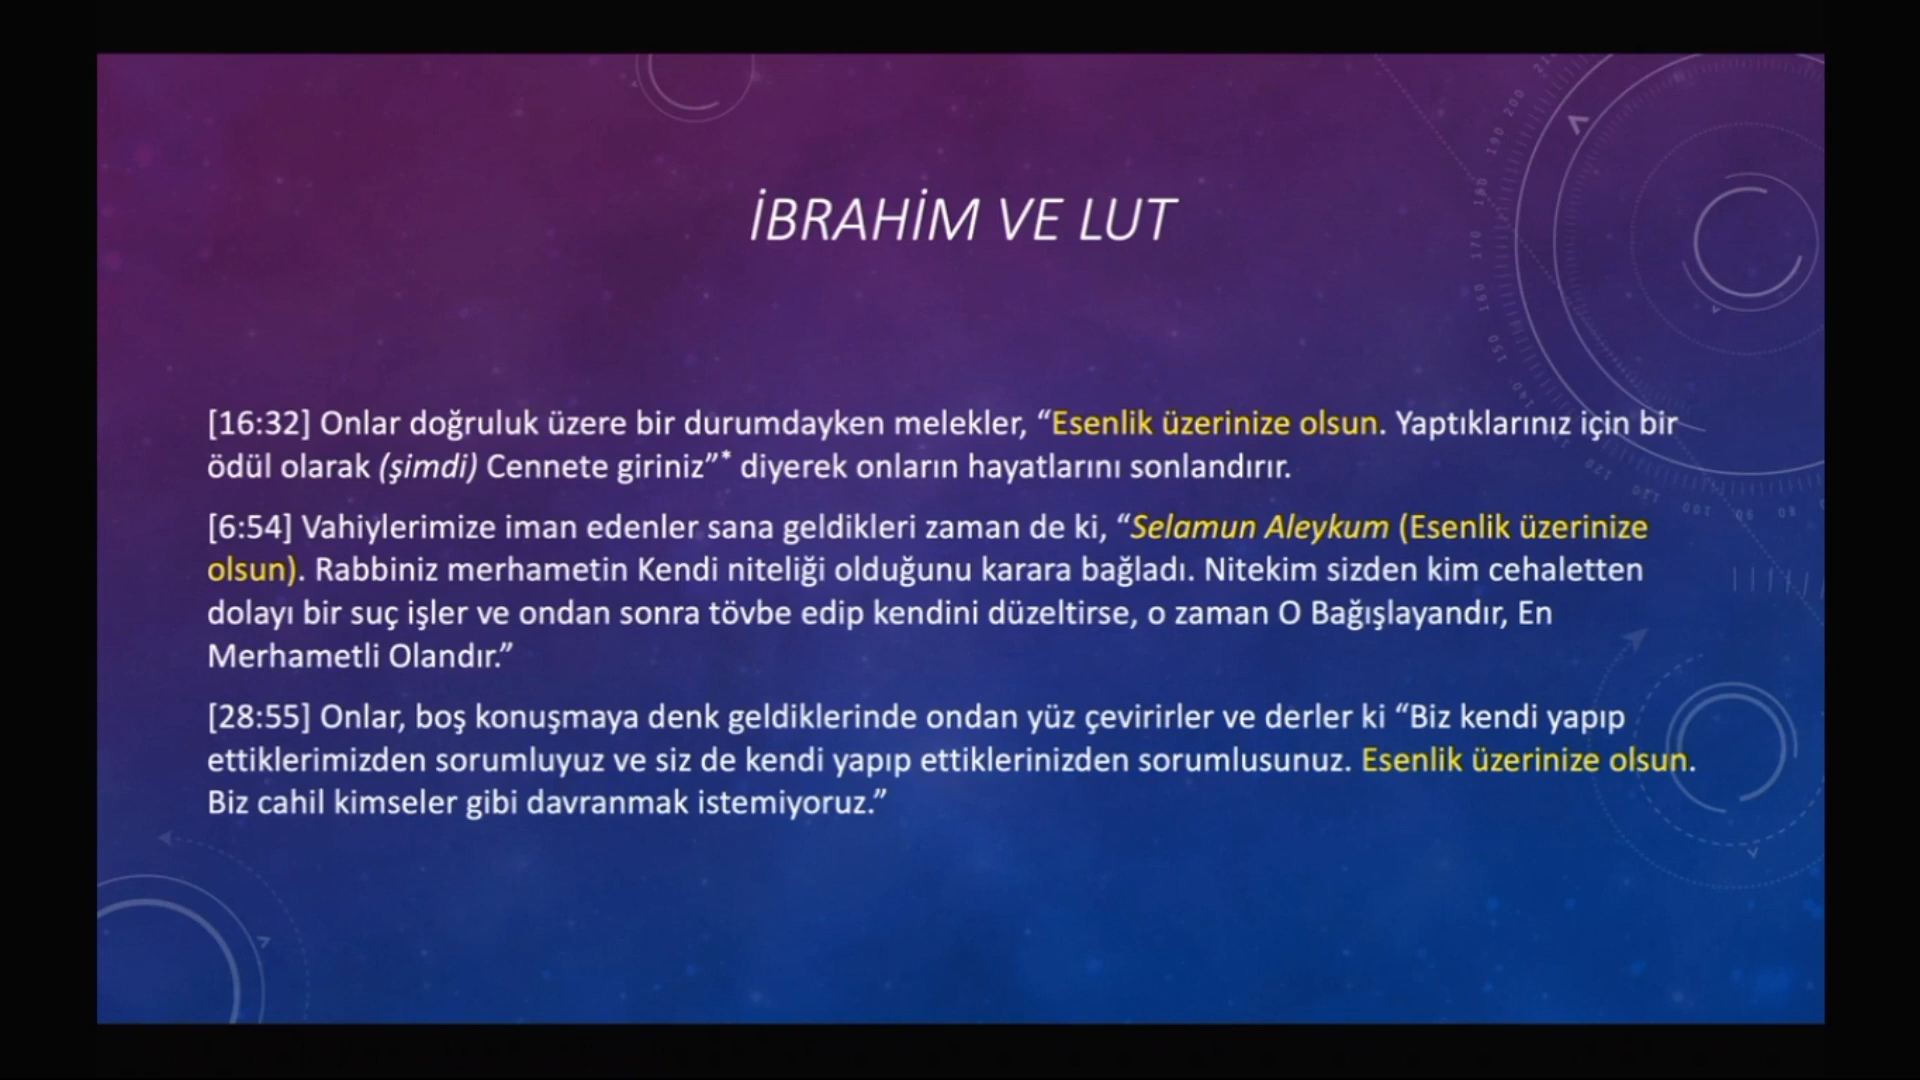 İBRAHİM VE LUT
[16:32] Onlar doğruluk üzere bir durumdayken melekler, “Esenlik üzerinize olsun. Yaptıklarınız için bir
ödül olarak (şimdi) Cennete giriniz”* diyerek onların hayatlarını sonlandırır.
[6:54] Vahiylerimize iman edenler sana geldikleri zaman de ki, “Selamun Aleykum (Esenlik üzerinize
olsun). Rabbiniz merhametin Kendi niteliği olduğunu karara bağladı. Nitekim sizden kim cehaletten
dolayı bir suç işler ve ondan sonra tövbe edip kendini düzeltirse, o zaman O Bağışlayandır, En
Merhametli Olandır.”
[28:55] Onlar, boş konuşmaya denk geldiklerinde ondan yüz çevirirler ve derler ki “Biz kendi yapıp
ettiklerimizden sorumluyuz ve siz de kendi yapıp ettiklerinizden sorumlusunuz. Esenlik üzerinize olsun.
Biz cahil kimseler gibi davranmak istemiyoruz.”